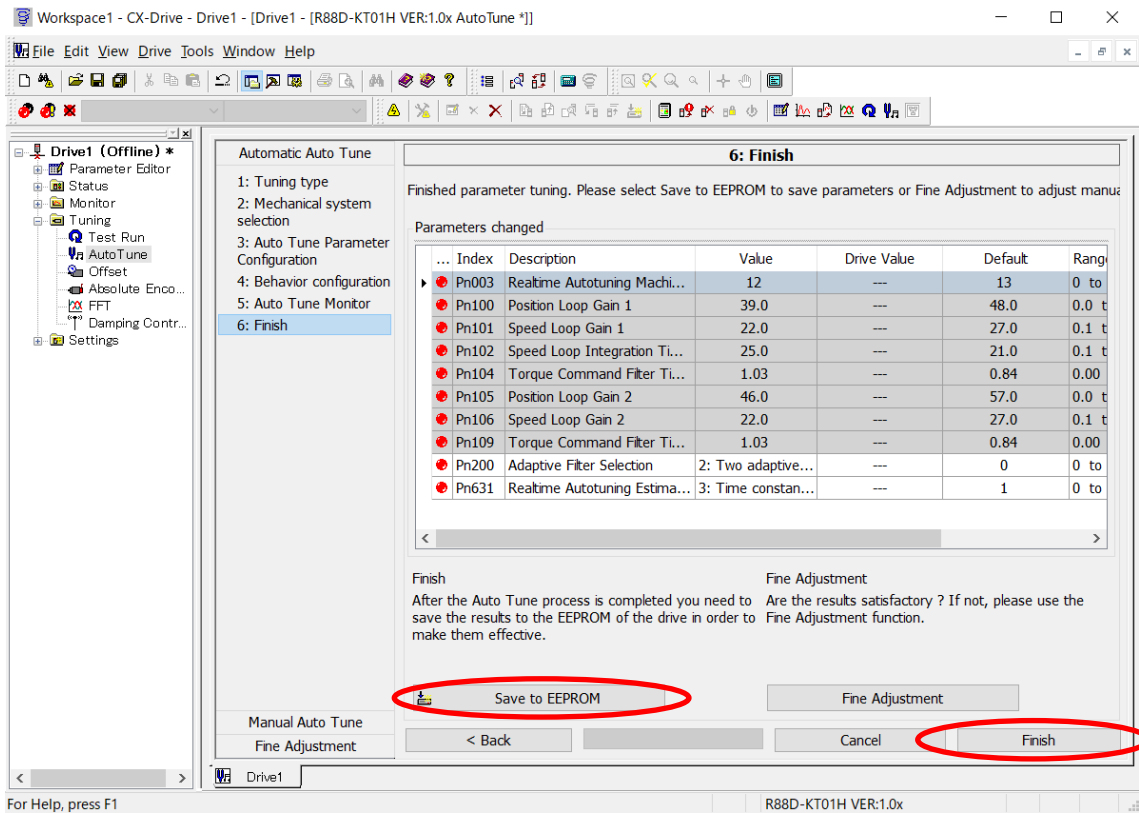 Workspace1 - CX-Drive - Drive1 - [Drive1 - [R88D-KT01H VER:1.0x AutoTune *]]
File Edit View Drive Tools Window Help
Drive1 (Offline) *
Parameter Editor
Status
Monitor
Tuning
Test Run
AutoTune
Offset
Absolute Enco...
FFT
Damping Contr...
Settings
Automatic Auto Tune
1: Tuning type
2: Mechanical system
selection
3: Auto Tune Parameter
Configuration
4: Behavior configuration
5: Auto Tune Monitor
6: Finish
Manual Auto Tune
Fine Adjustment
6: Finish
Finished parameter tuning. Please select Save to EEPROM to save parameters or Fine Adjustment to adjust manua
Parameters changed
... Index Description Value Drive Value Default Rang
Pn003 Realtime Autotuning Machi... 12 --- 13 0 to
Pn100 Position Loop Gain 1 39.0 --- 48.0 0.0 t
Pn101 Speed Loop Gain 1 22.0 --- 27.0 0.1 t
Pn102 Speed Loop Integration Ti... 25.0 --- 21.0 0.1 t
Pn104 Torque Command Filter Ti... 1.03 --- 0.84 0.00
Pn105 Position Loop Gain 2 46.0 --- 57.0 0.0 t
Pn106 Speed Loop Gain 2 22.0 --- 27.0 0.1 t
Pn109 Torque Command Filter Ti... 1.03 --- 0.84 0.00
Pn200 Adaptive Filter Selection 2: Two adaptive... --- 0 0 to
Pn631 Realtime Autotuning Estima... 3: Time constan... --- 1 0 to
Finish
After the Auto Tune process is completed you need to
save the results to the EEPROM of the drive in order to
make them effective.
Fine Adjustment
Are the results satisfactory ? If not, please use the
Fine Adjustment function.
Save to EEPROM
Fine Adjustment
< Back
Cancel
Finish
Drive1
For Help, press F1
R88D-KT01H VER:1.0x